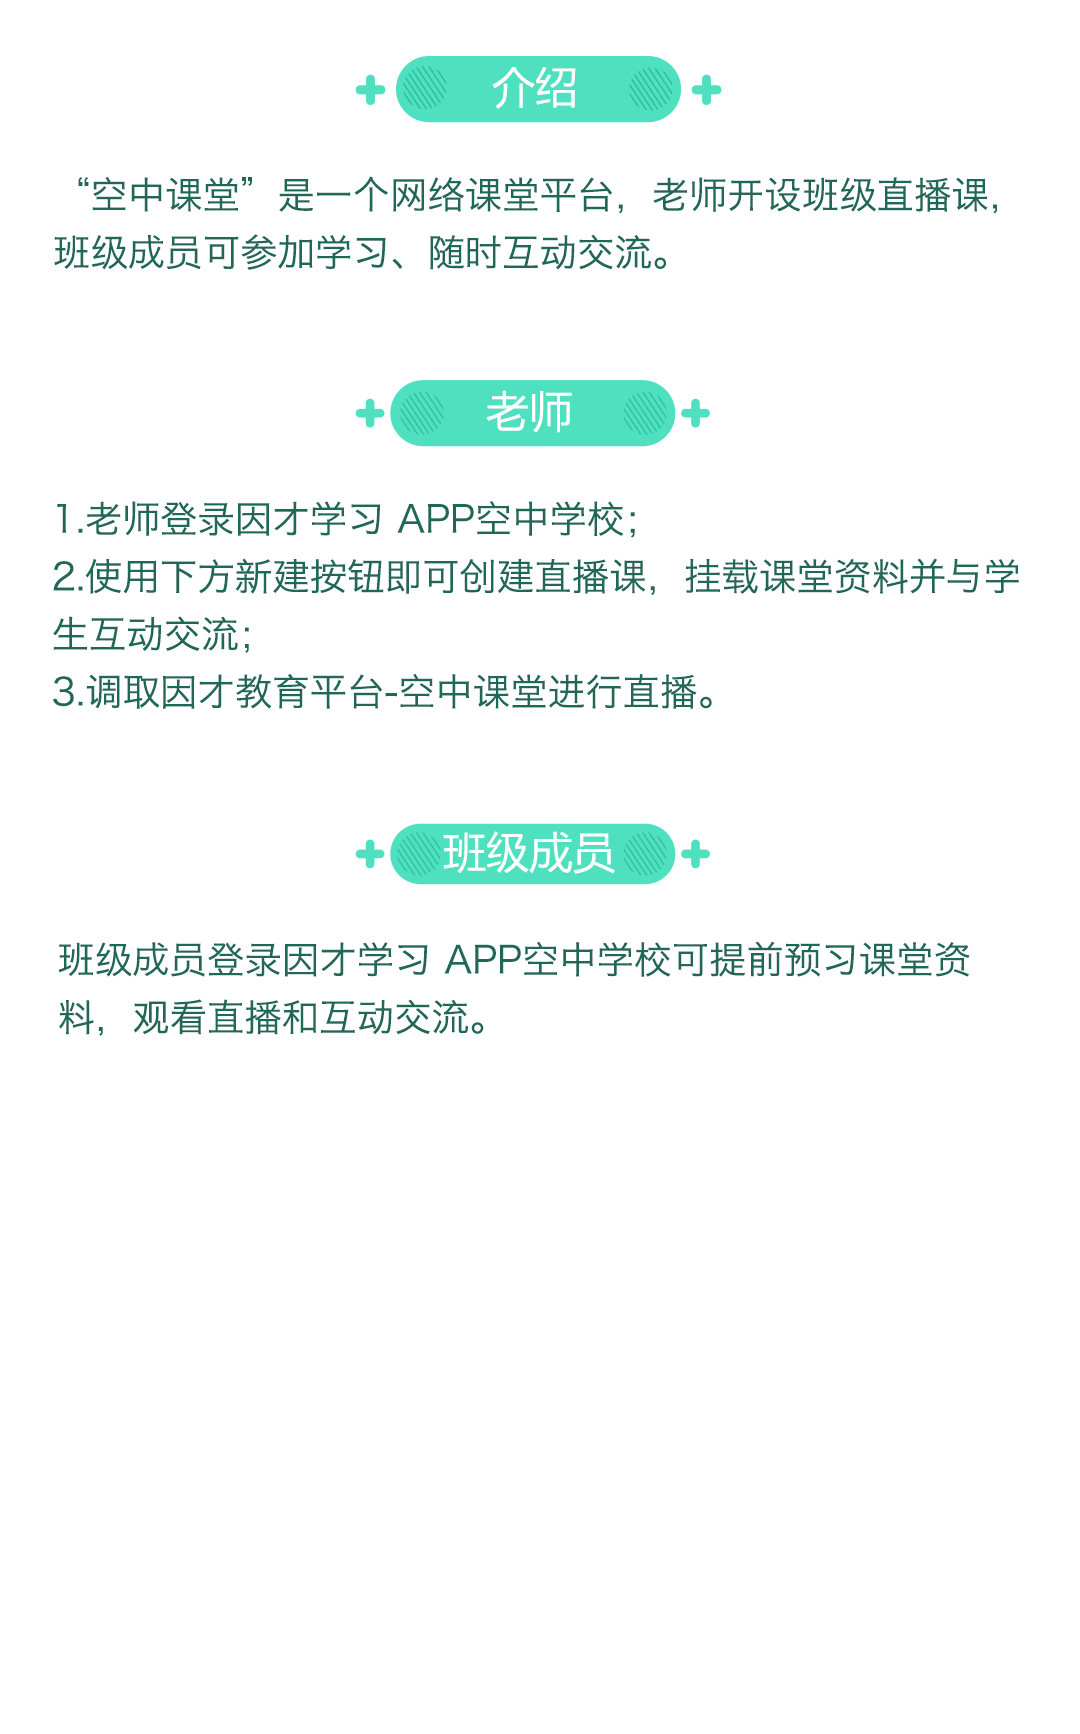 介绍
“空中课堂”是一个网络课堂平台，老师开设班级直播课，
班级成员可参加学习、随时互动交流。
老师
1.老师登录因才学习 APP空中学校；
2.使用下方新建按钮即可创建直播课，挂载课堂资料并与学
生互动交流；
3.调取因才教育平台-空中课堂进行直播。
班级成员
班级成员登录因才学习 APP空中学校可提前预习课堂资
料，观看直播和互动交流。